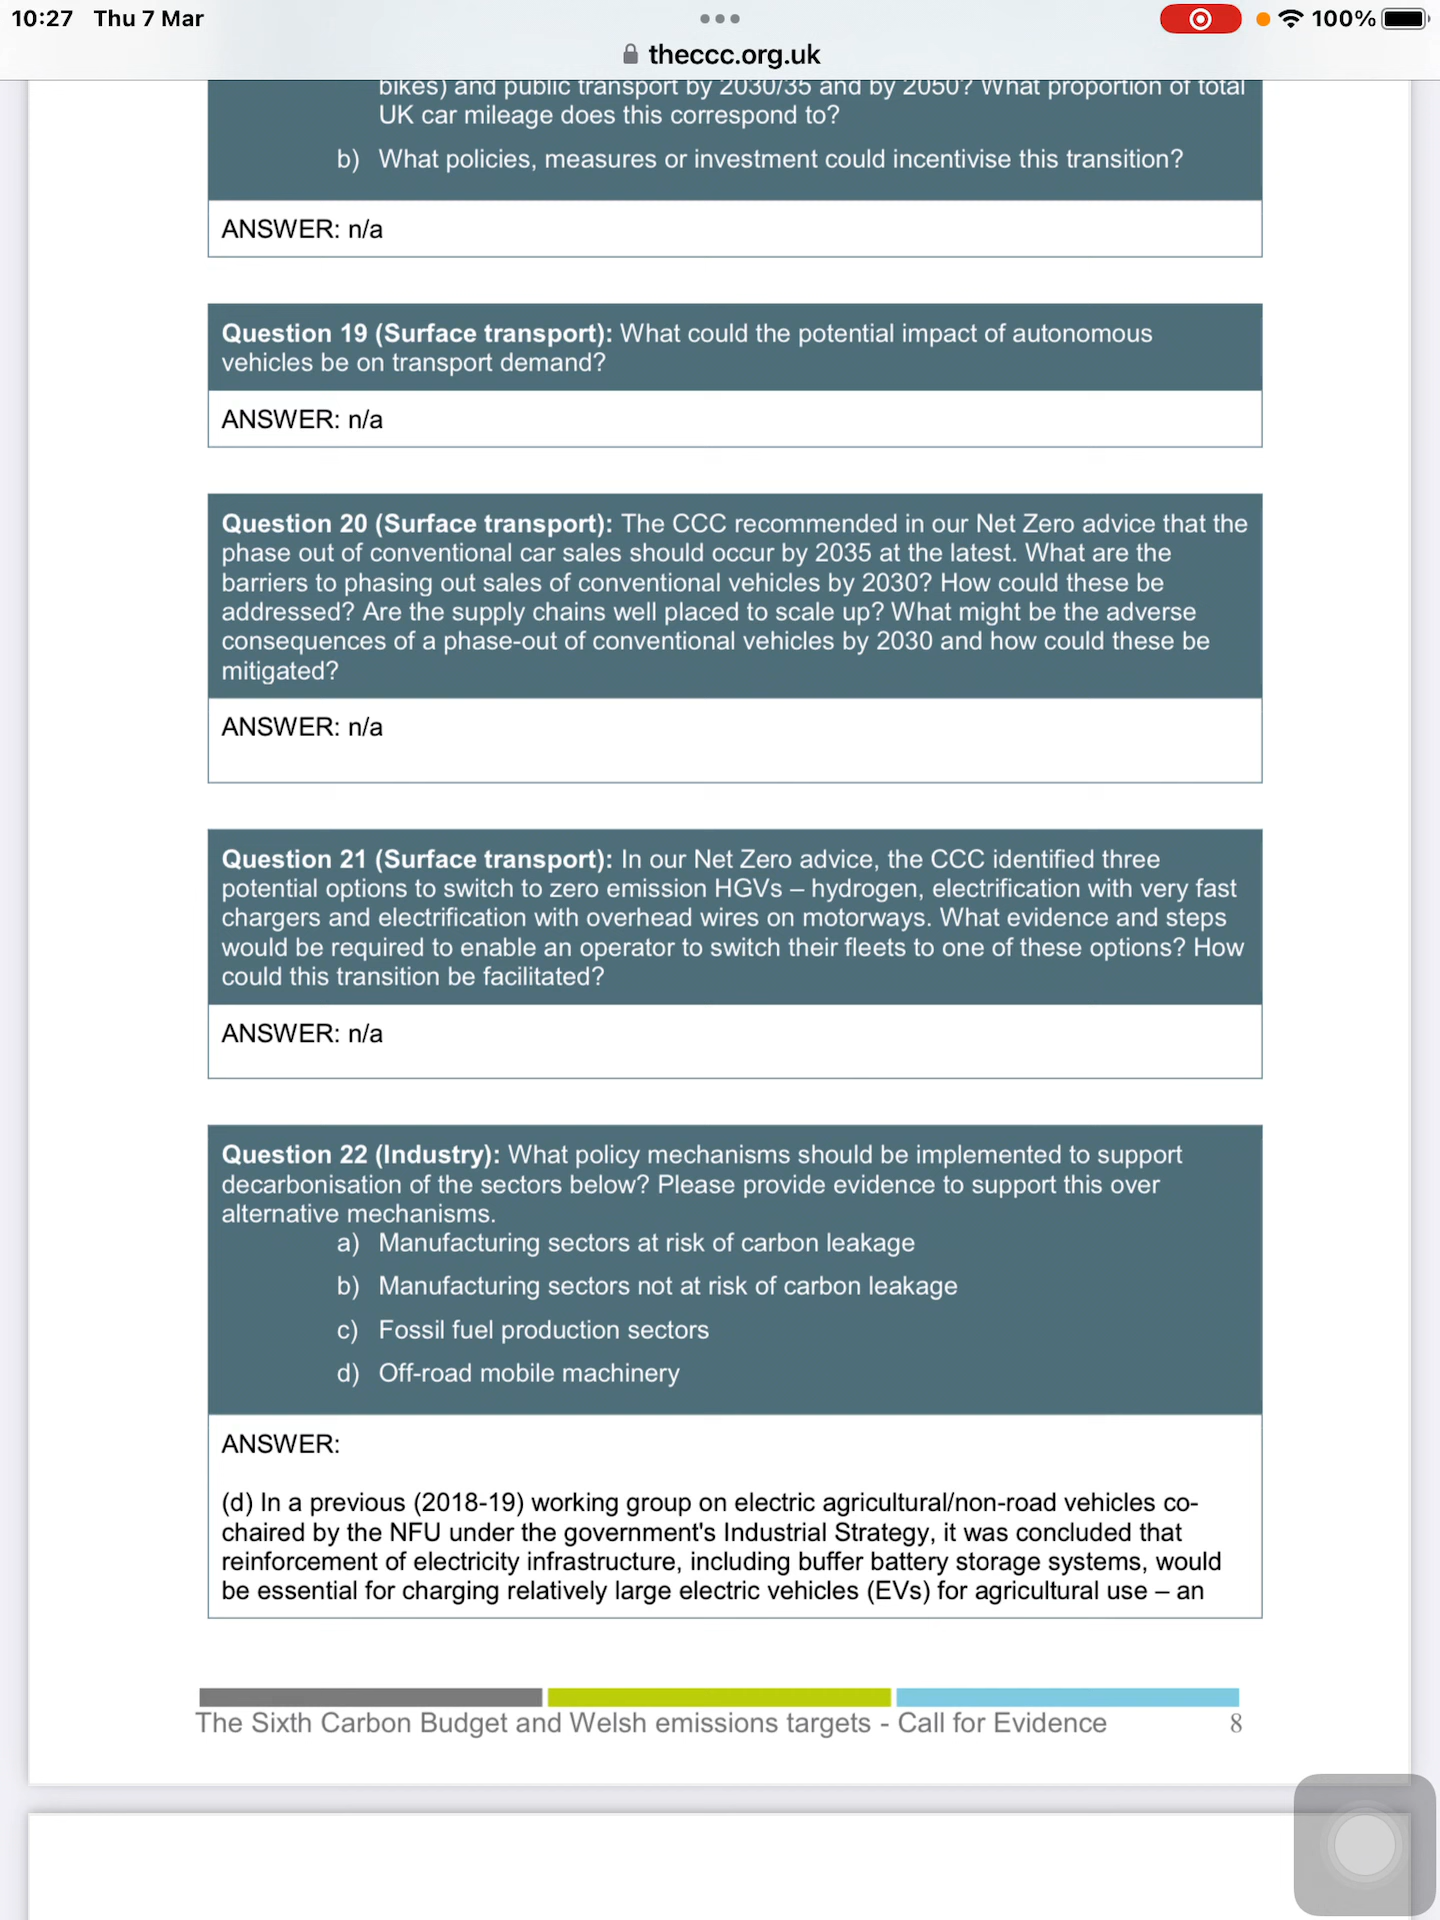 10:27 Thu 7 Mar
100%
theccc.org.uk
bikes) and public transport by 2030/35 and by 2050? What proportion of total
UK car mileage does this correspond to?
b) What policies, measures or investment could incentivise this transition?
ANSWER: n/a
Question 19 (Surface transport): What could the potential impact of autonomous
vehicles be on transport demand?
ANSWER: n/a
Question 20 (Surface transport): The CCC recommended in our Net Zero advice that the
phase out of conventional car sales should occur by 2035 at the latest. What are the
barriers to phasing out sales of conventional vehicles by 2030? How could these be
addressed? Are the supply chains well placed to scale up? What might be the adverse
consequences of a phase-out of conventional vehicles by 2030 and how could these be
mitigated?
ANSWER: n/a
Question 21 (Surface transport): In our Net Zero advice, the CCC identified three
potential options to switch to zero emission HGVs – hydrogen, electrification with very fast
chargers and electrification with overhead wires on motorways. What evidence and steps
would be required to enable an operator to switch their fleets to one of these options? How
could this transition be facilitated?
ANSWER: n/a
Question 22 (Industry): What policy mechanisms should be implemented to support
decarbonisation of the sectors below? Please provide evidence to support this over
alternative mechanisms.
a) Manufacturing sectors at risk of carbon leakage
b) Manufacturing sectors not at risk of carbon leakage
c) Fossil fuel production sectors
d) Off-road mobile machinery
ANSWER:
(d) In a previous (2018-19) working group on electric agricultural/non-road vehicles co-
chaired by the NFU under the government's Industrial Strategy, it was concluded that
reinforcement of electricity infrastructure, including buffer battery storage systems, would
be essential for charging relatively large electric vehicles (EVs) for agricultural use – an
The Sixth Carbon Budget and Welsh emissions targets - Call for Evidence 8